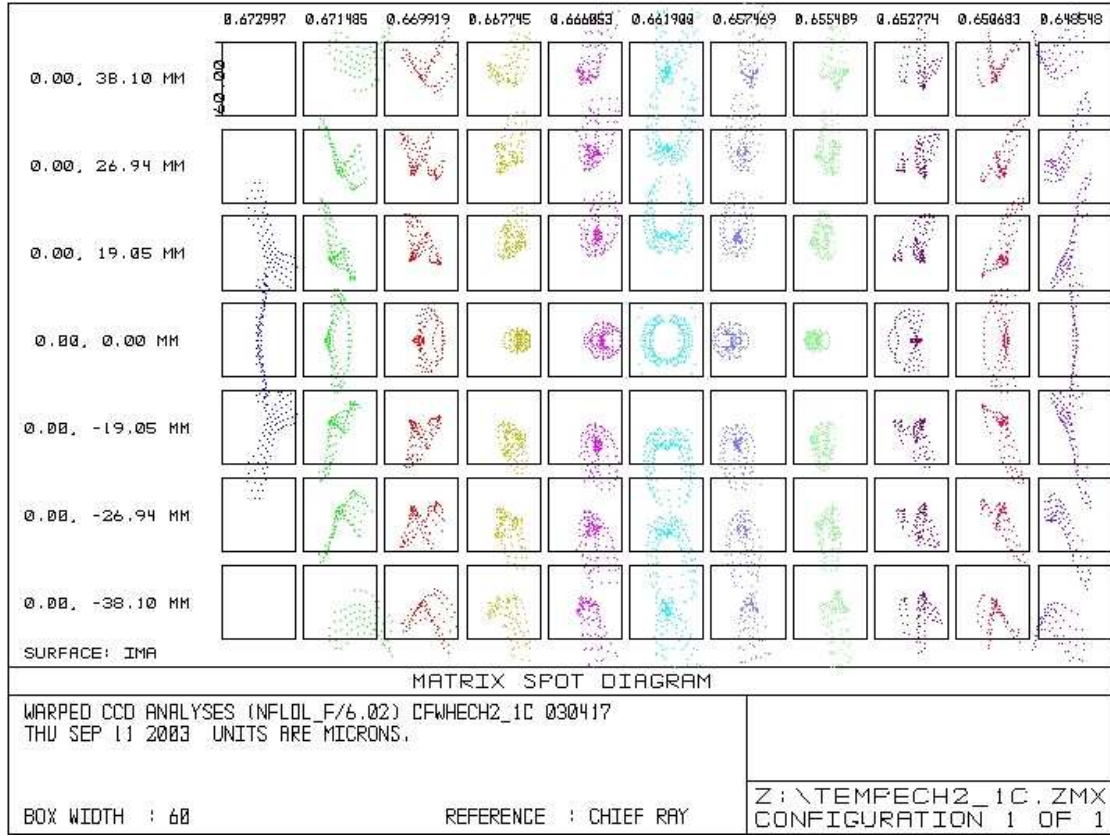 0.672997 0.671485 0.669919 0.667745 0.666053 0.661900 0.657469 0.655489 0.652774 0.650683 0.648548
60.00
0.00, 38.10 MM
0.00, 26.94 MM
0.00, 19.05 MM
0.00, 0.00 MM
0.00, -19.05 MM
0.00, -26.94 MM
0.00, -38.10 MM
SURFACE: IMA
MATRIX SPOT DIAGRAM
WARPED CCD ANALYSES (NFLOL_F/6.02) CFWHECH2_1C 030417
THU SEP 11 2003 UNITS ARE MICRONS.
BOX WIDTH : 60 REFERENCE : CHIEF RAY
Z:\TEMPECH2_1C.ZMX
CONFIGURATION 1 OF 1